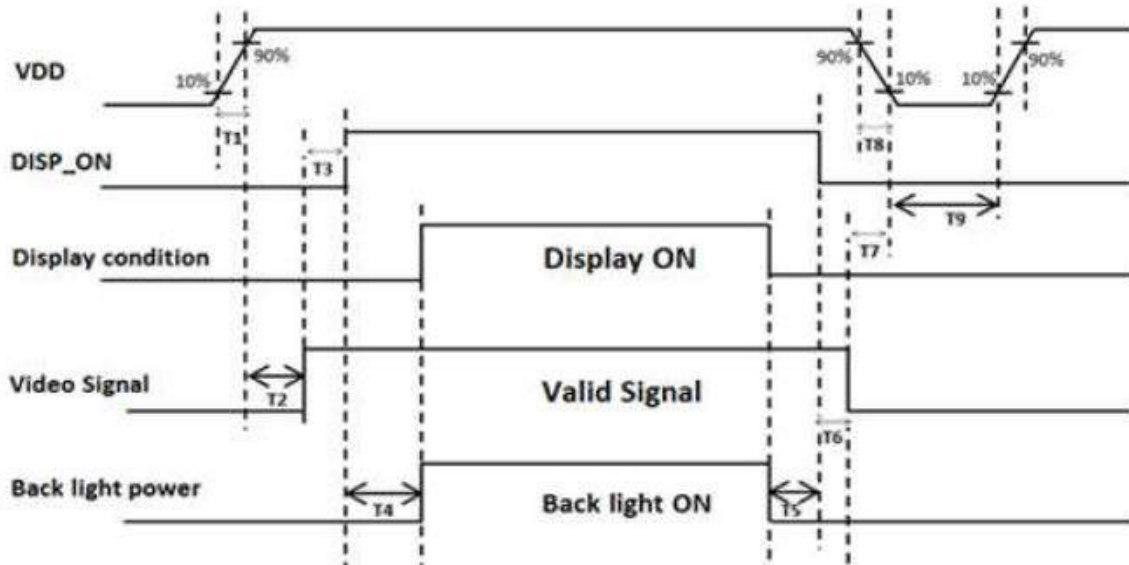 VDD
10%
90%
90%
10%
10%
90%
T1
T8
DISP_ON
T3
T9
T7
Display condition
Display ON
Video Signal
T2
Valid Signal
T6
Back light power
T4
Back light ON
T5